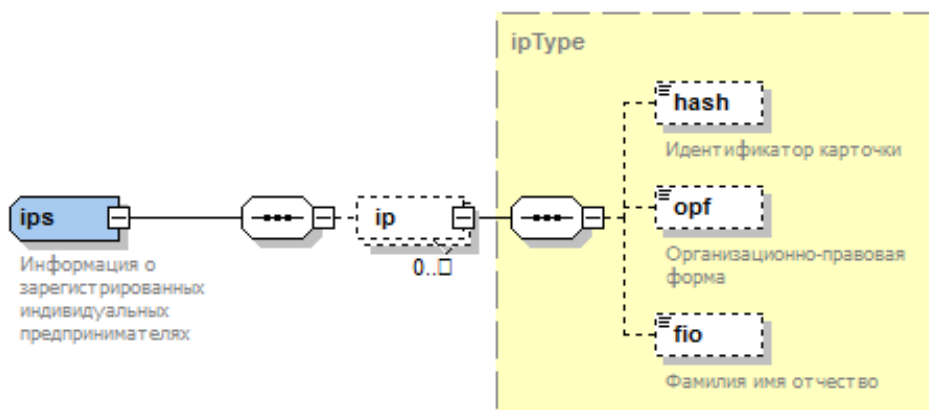 ipType
hash
Идентификатор карточки
ips
ip
opf
0..□
Информация о
зарегистрированных
индивидуальных
предпринимателях
Организационно-правовая
форма
fio
Фамилия имя отчество